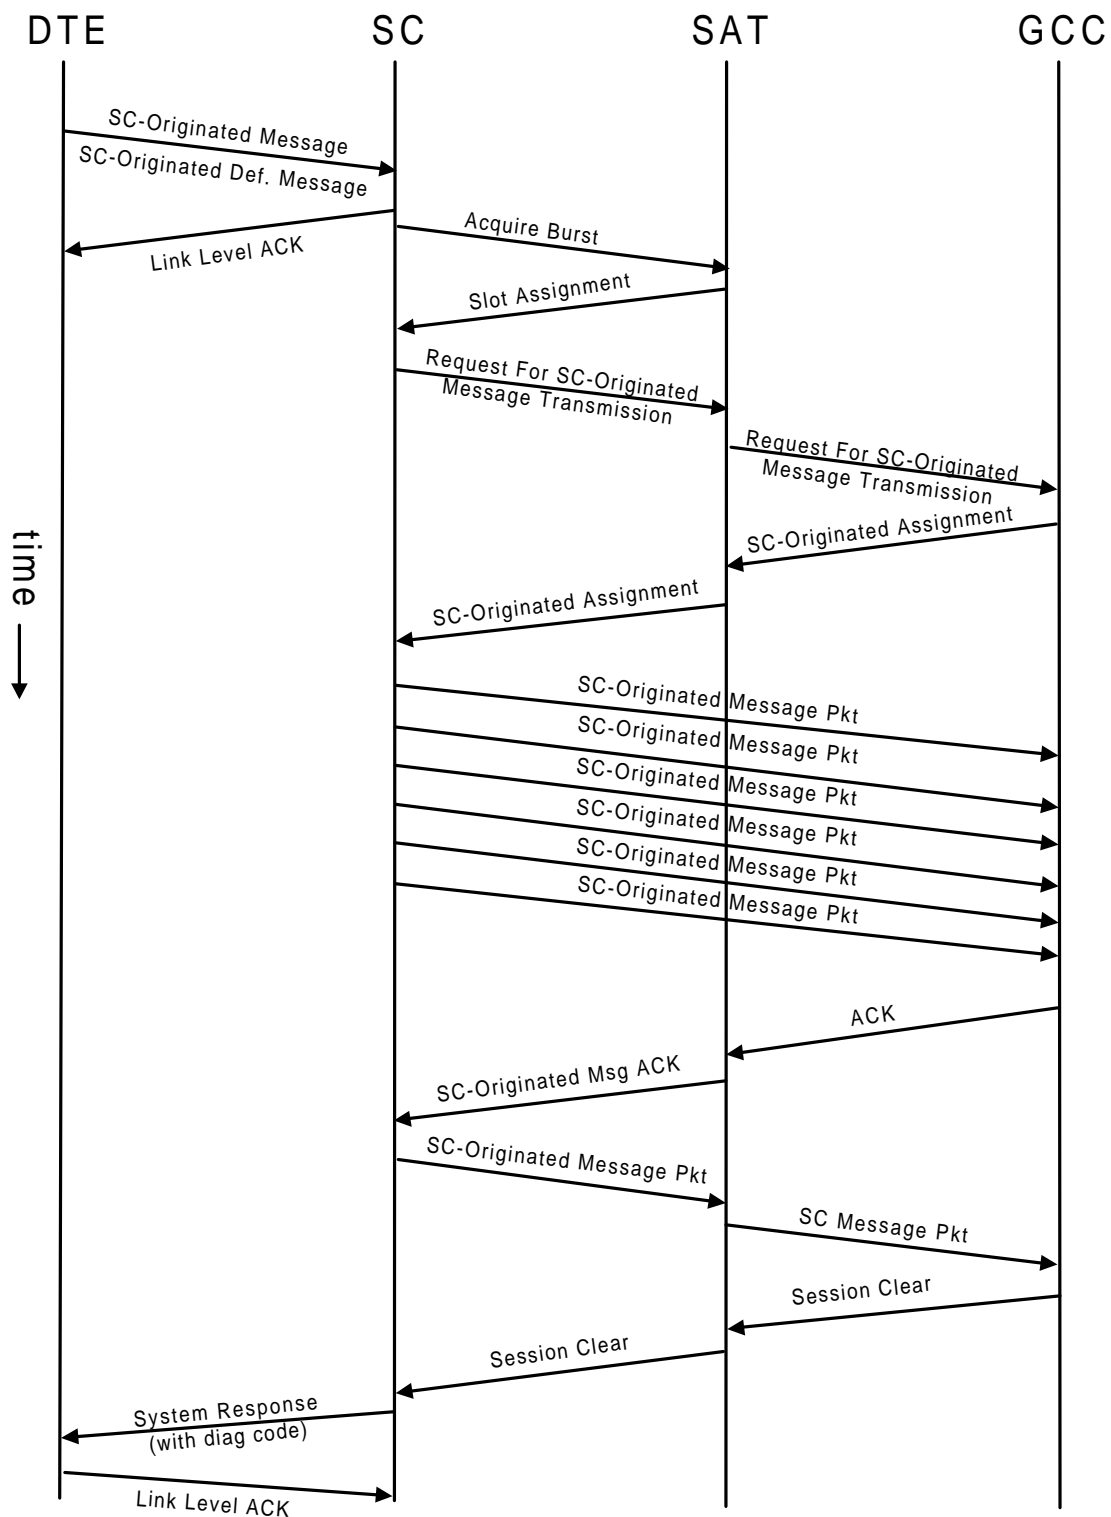 DTE
SC
SAT
GCC
SC-Originated Message
SC-Originated Def. Message
Link Level ACK
Acquire Burst
Slot Assignment
Request For SC-Originated
Message Transmission
Request For SC-Originated
Message Transmission
SC-Originated Assignment
SC-Originated Assignment
time
SC-Originated Message Pkt
SC-Originated Message Pkt
SC-Originated Message Pkt
SC-Originated Message Pkt
SC-Originated Message Pkt
SC-Originated Message Pkt
ACK
SC-Originated Msg ACK
SC-Originated Message Pkt
SC Message Pkt
Session Clear
Session Clear
System Response
(with diag code)
Link Level ACK